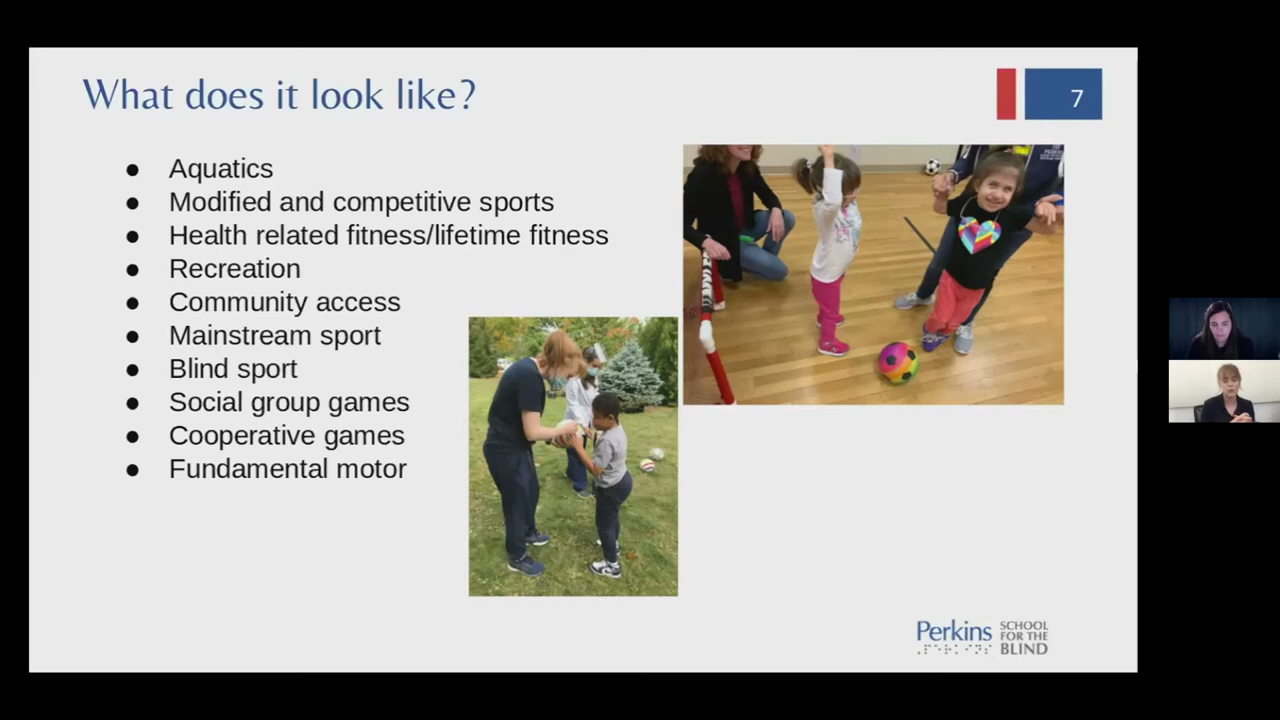 What does it look like?
7
● Aquatics
● Modified and competitive sports
● Health related fitness/lifetime fitness
● Recreation
● Community access
● Mainstream sport
● Blind sport
● Social group games
● Cooperative games
● Fundamental motor
Perkins SCHOOL
FOR THE
BLIND